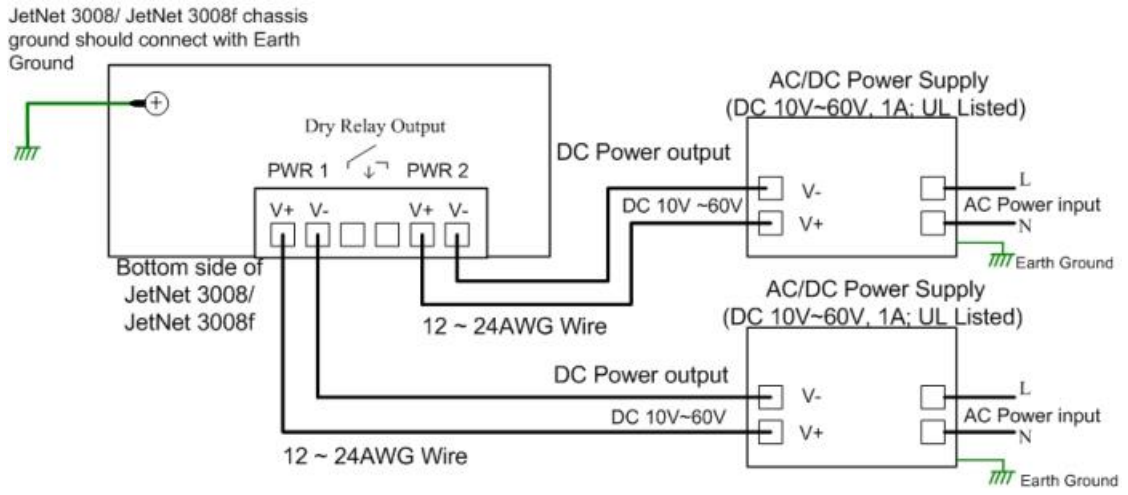 JetNet 3008/ JetNet 3008f chassis
ground should connect with Earth
Ground
Dry Relay Output
PWR 1
PWR 2
V+ V- V+ V-
Bottom side of
JetNet 3008/
JetNet 3008f
AC/DC Power Supply
(DC 10V~60V, 1A; UL Listed)
DC Power output
DC 10V ~60V
V-
V+
L
AC Power input
N
Earth Ground
12 ~ 24AWG Wire
AC/DC Power Supply
(DC 10V~60V, 1A; UL Listed)
DC Power output
DC 10V~60V
V-
V+
L
AC Power input
N
Earth Ground
12 ~ 24AWG Wire